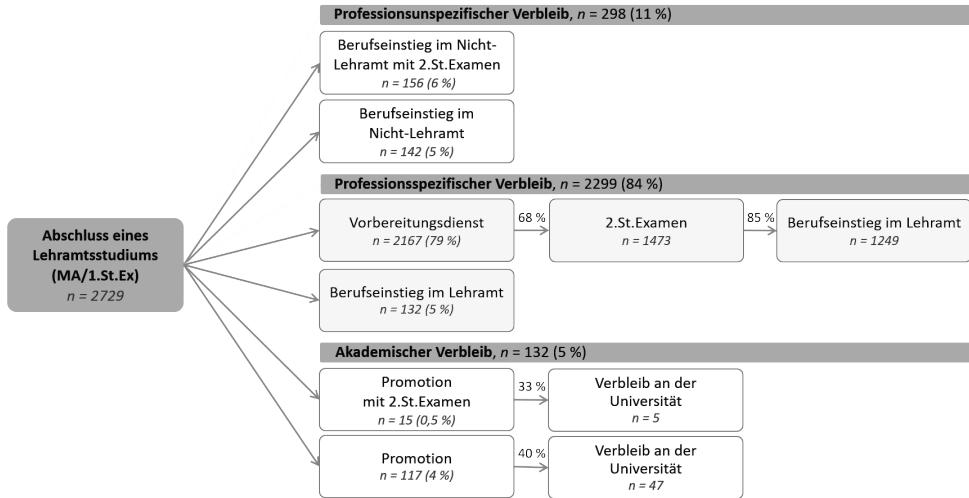 Professionsunspezifischer Verbleib, n = 298 (11 %)
Berufseinstieg im Nicht-
Lehramt mit 2.St.Examen
n = 156 (6 %)
Berufseinstieg im
Nicht-Lehramt
n = 142 (5 %)
Professionsspezifischer Verbleib, n = 2299 (84 %)
Abschluss eines
Lehramtsstudiums
(MA/1.St.Ex)
n = 2729
Vorbereitungsdienst
n = 2167 (79 %)
68 %
2.St.Examen
n = 1473
85 %
Berufseinstieg im Lehramt
n = 1249
Berufseinstieg im Lehramt
n = 132 (5 %)
Akademischer Verbleib, n = 132 (5 %)
Promotion
mit 2.St.Examen
n = 15 (0,5 %)
33 %
Verbleib an der
Universität
n = 5
Promotion
n = 117 (4 %)
40 %
Verbleib an der
Universität
n = 47